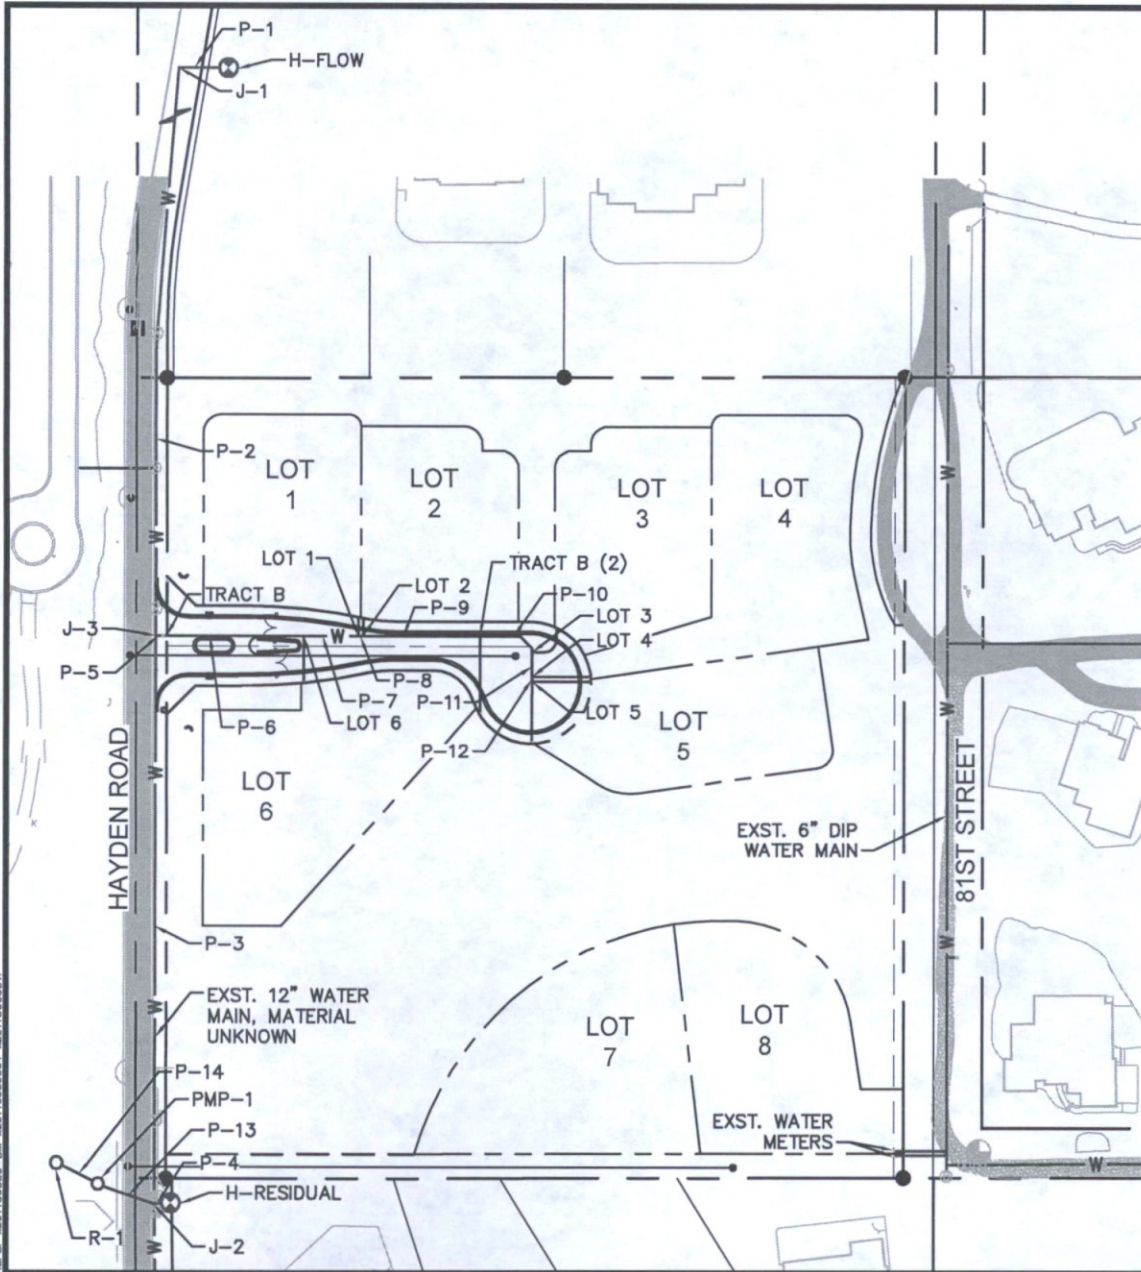 P-1
H-FLOW
J-1
W
P-2
LOT
1
LOT
2
LOT
3
LOT
4
W
W
LOT 1
LOT 2
TRACT B (2)
P-10
P-9
LOT 3
TRACT B
LOT 4
J-3
W
P-5
P-8
P-7
P-11
LOT 5
LOT 6
P-6
P-12
LOT
5
W
W
LOT
6
HAYDEN ROAD
EXST. 6" DIP
WATER MAIN
81ST STREET
P-3
W
EXST. 12" WATER
MAIN, MATERIAL
UNKNOWN
W
LOT
7
LOT
8
P-14
PMP-1
P-13
EXST. WATER
METERS
P-4
W
H-RESIDUAL
R-1
J-2
W